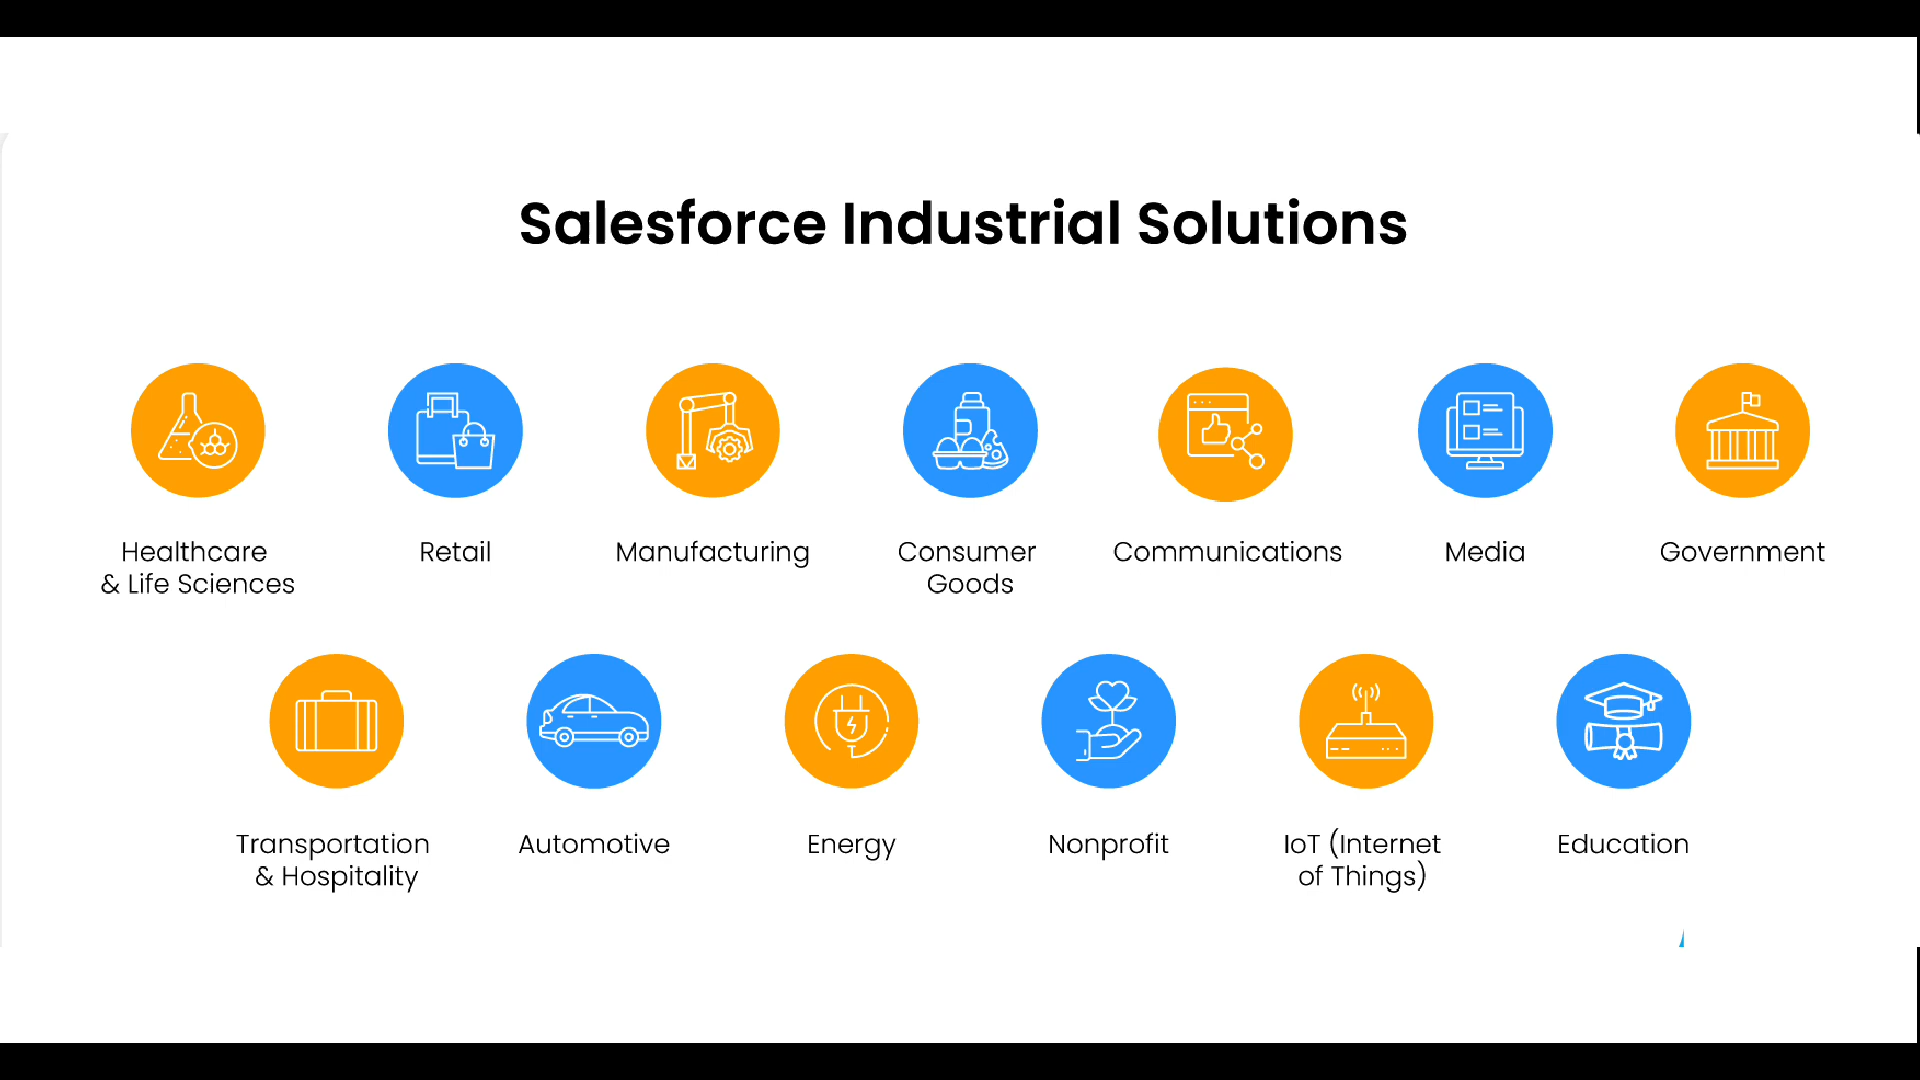 Salesforce Industrial Solutions
Healthcare
& Life Sciences
Retail
Manufacturing
Consumer
Goods
Communications
Media
Government
Transportation
& Hospitality
Automotive
Energy
Nonprofit
IoT (Internet
of Things)
Education